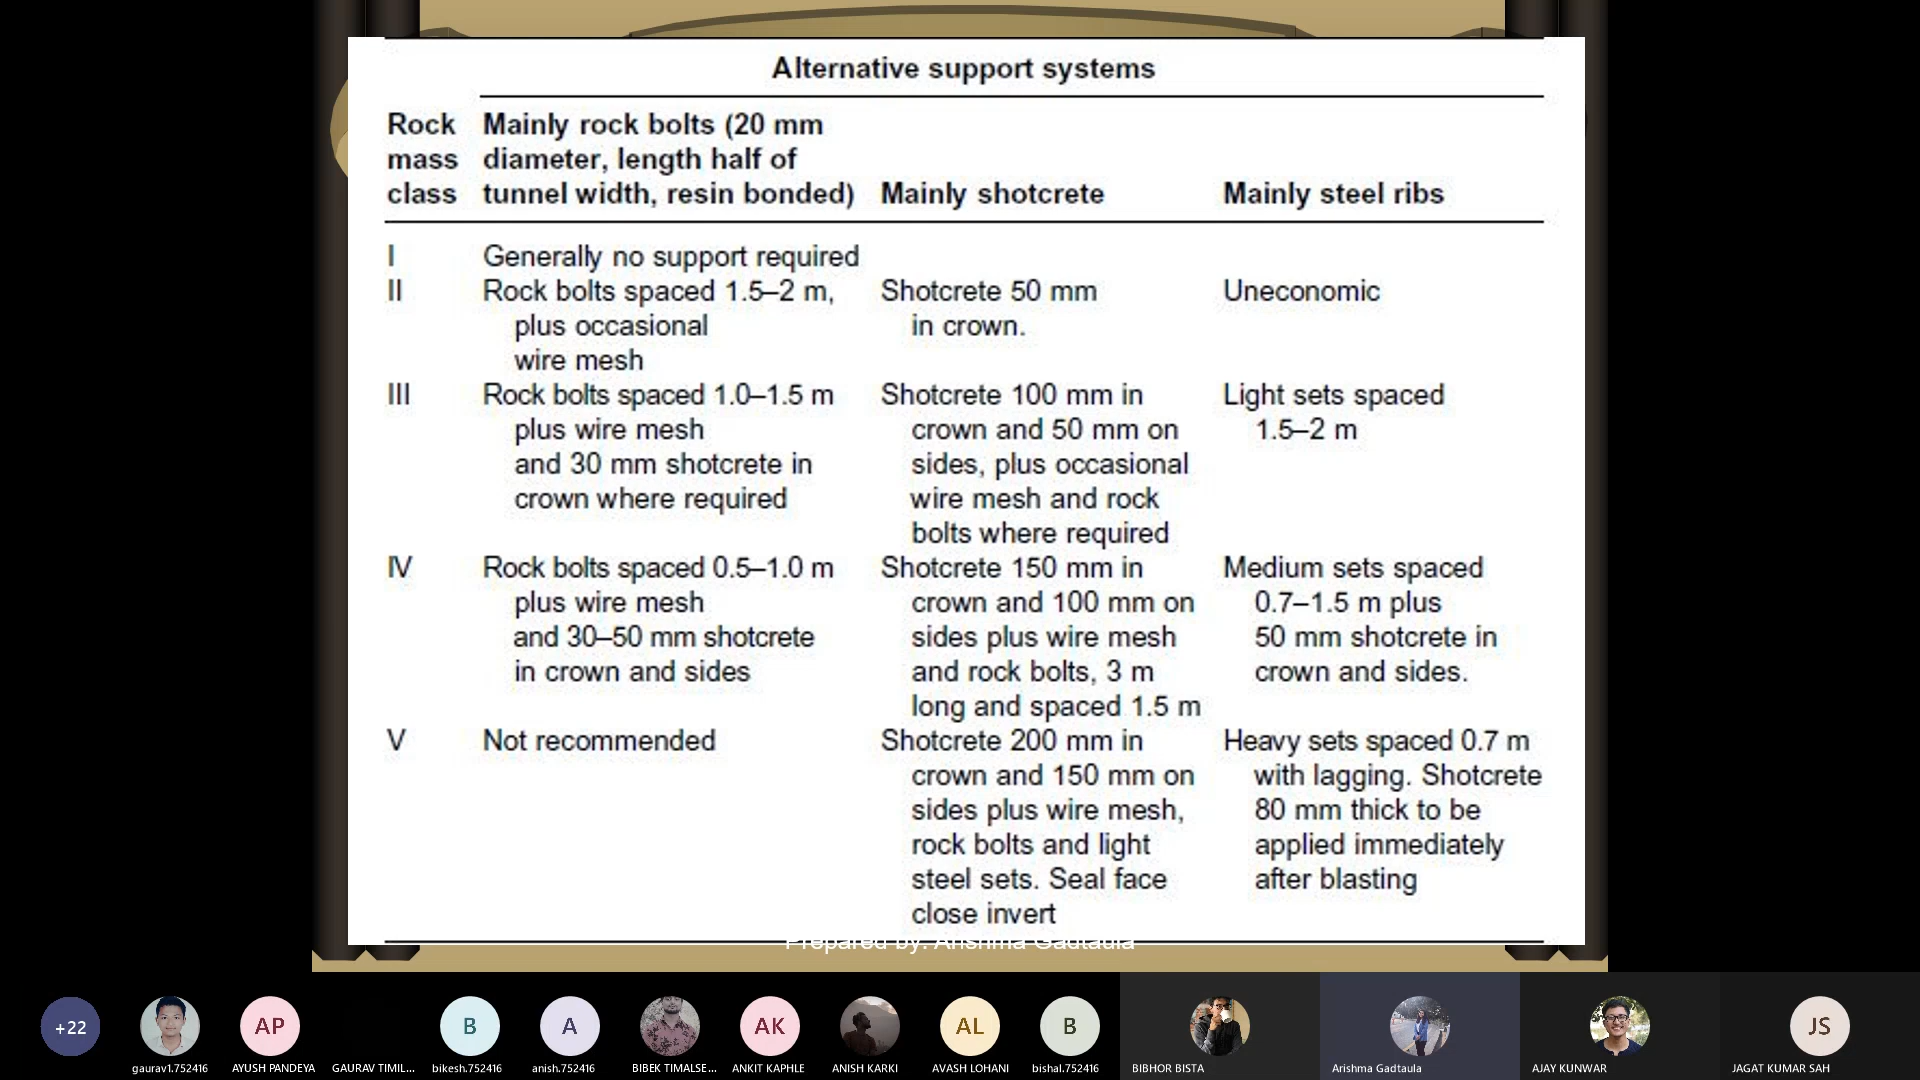 Alternative support systems
Rock mass class
Mainly rock bolts (20 mm
diameter, length half of
tunnel width, resin bonded)
Mainly shotcrete
Mainly steel ribs
I
Generally no support required
II
Rock bolts spaced 1.5–2 m,
plus occasional
wire mesh
Shotcrete 50 mm
in crown.
Uneconomic
III
Rock bolts spaced 1.0–1.5 m
plus wire mesh
and 30 mm shotcrete in
crown where required
Shotcrete 100 mm in
crown and 50 mm on
sides, plus occasional
wire mesh and rock
bolts where required
Light sets spaced
1.5–2 m
IV
Rock bolts spaced 0.5–1.0 m
plus wire mesh
and 30–50 mm shotcrete
in crown and sides
Shotcrete 150 mm in
crown and 100 mm on
sides plus wire mesh
and rock bolts, 3 m
long and spaced 1.5 m
Medium sets spaced
0.7–1.5 m plus
50 mm shotcrete in
crown and sides.
V
Not recommended
Shotcrete 200 mm in
crown and 150 mm on
sides plus wire mesh,
rock bolts and light
steel sets. Seal face
close invert
Heavy sets spaced 0.7 m
with lagging. Shotcrete
80 mm thick to be
applied immediately
after blasting
Prepared by: Arishma Gadtaula
+22
AP
B
A
AK
AL
B
JS
gaurav1.752416
AYUSH PANDEYA
GAURAV TIMIL...
bikesh.752416
anish.752416
BIBEK TIMALSE...
ANKIT KAPHLE
ANISH KARKI
AVASH LOHANI
bishal.752416
BIBHOR BISTA
Arishma Gadtaula
AJAY KUNWAR
JAGAT KUMAR SAH